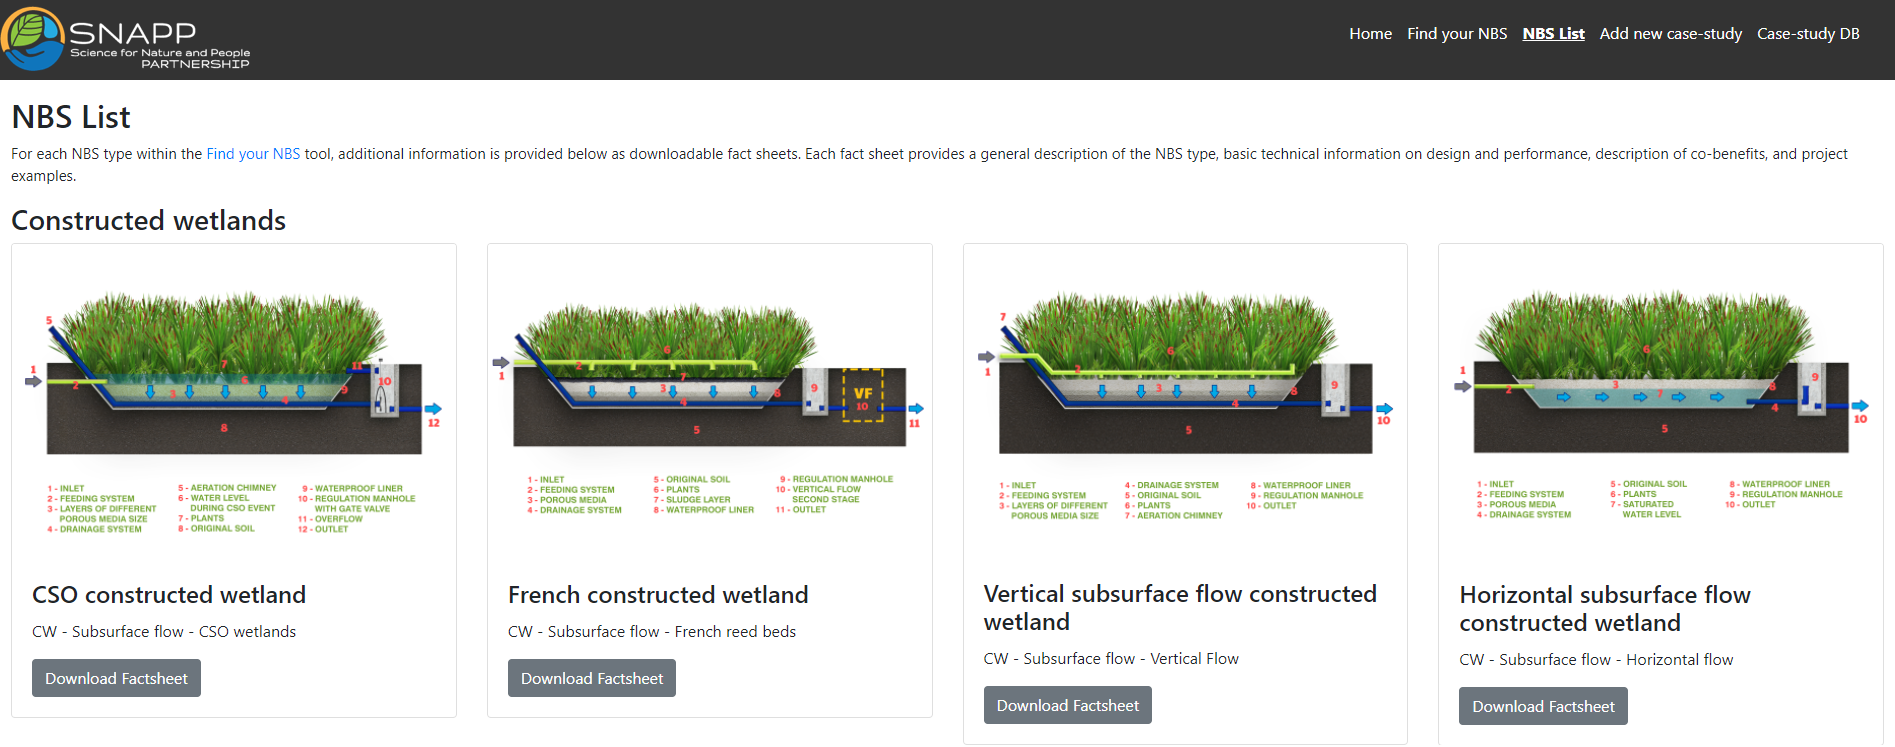 SNAPP
Science for Nature and People
PARTNERSHIP
Home Find your NBS NBS List Add new case-study Case-study DB
NBS List
For each NBS type within the Find your NBS tool, additional information is provided below as downloadable fact sheets. Each fact sheet provides a general description of the NBS type, basic technical information on design and performance, description of co-benefits, and project
examples.
Constructed wetlands
5
1
2
7
6
3
4
9
11
10
12
8
1 - INLET
2 - FEEDING SYSTEM
3 - LAYERS OF DIFFERENT
POROUS MEDIA SIZE
4 - DRAINAGE SYSTEM
5 - AERATION CHIMNEY
6 - WATER LEVEL
DURING CSO EVENT
7 - PLANTS
8 - ORIGINAL SOIL
9 - WATERPROOF LINER
10 - REGULATION MANHOLE
WITH GATE VALVE
11 - OVERFLOW
12 - OUTLET
CSO constructed wetland
CW - Subsurface flow - CSO wetlands
Download Factsheet
1
2
6
7
3
4
8
9
VF
10
11
5
1 - INLET
2 - FEEDING SYSTEM
3 - POROUS MEDIA
4 - DRAINAGE SYSTEM
5 - ORIGINAL SOIL
6 - PLANTS
7 - SLUDGE LAYER
8 - WATERPROOF LINER
9 - REGULATION MANHOLE
10 - VERTICAL FLOW
SECOND STAGE
11 - OUTLET
French constructed wetland
CW - Subsurface flow - French reed beds
Download Factsheet
7
1
2
6
3
4
8
9
10
5
1 - INLET
2 - FEEDING SYSTEM
3 - LAYERS OF DIFFERENT
POROUS MEDIA SIZE
4 - DRAINAGE SYSTEM
5 - ORIGINAL SOIL
6 - PLANTS
7 - AERATION CHIMNEY
8 - WATERPROOF LINER
9 - REGULATION MANHOLE
10 - OUTLET
Vertical subsurface flow constructed
wetland
CW - Subsurface flow - Vertical Flow
Download Factsheet
1
2
6
3
7
8
4
9
10
5
1 - INLET
2 - FEEDING SYSTEM
3 - POROUS MEDIA
4 - DRAINAGE SYSTEM
5 - ORIGINAL SOIL
6 - PLANTS
7 - SATURATED
WATER LEVEL
8 - WATERPROOF LINER
9 - REGULATION MANHOLE
10 - OUTLET
Horizontal subsurface flow
constructed wetland
CW - Subsurface flow - Horizontal flow
Download Factsheet